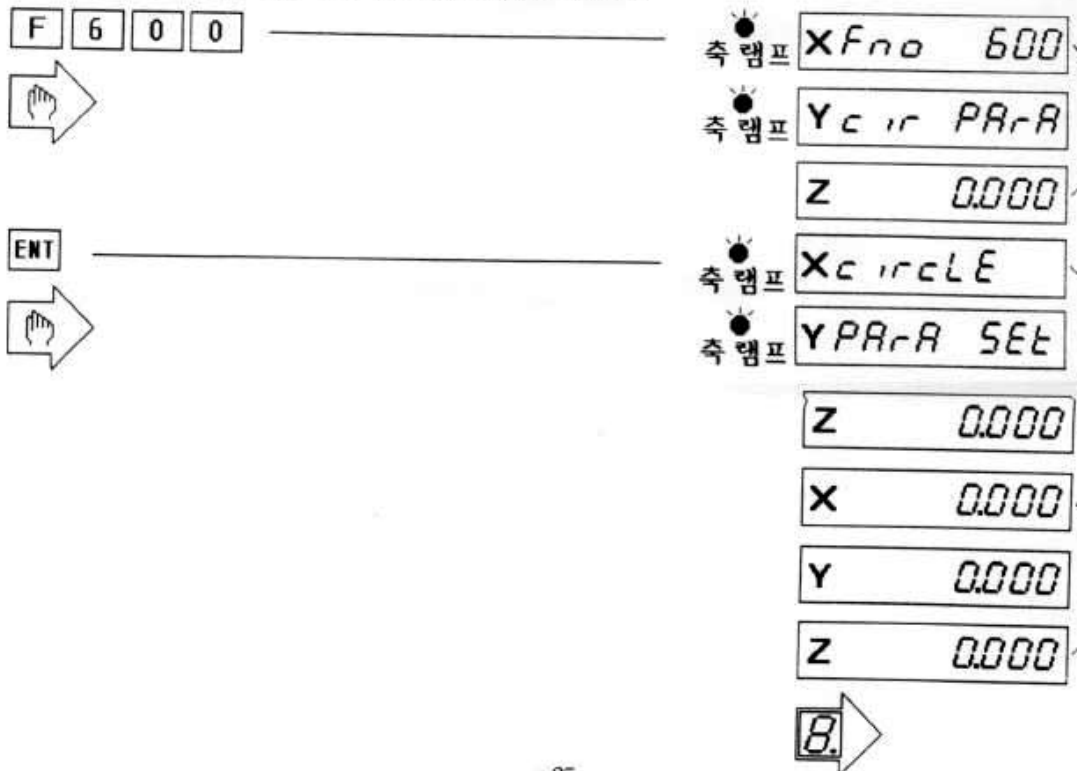 F 6 0 0
축 램프 X Fno 600
축 램프 Y cir PArA
Z 0.000
ENT
축 램프 X circLE
축 램프 Y PArA SEt
Z 0.000
X 0.000
Y 0.000
Z 0.000
8.